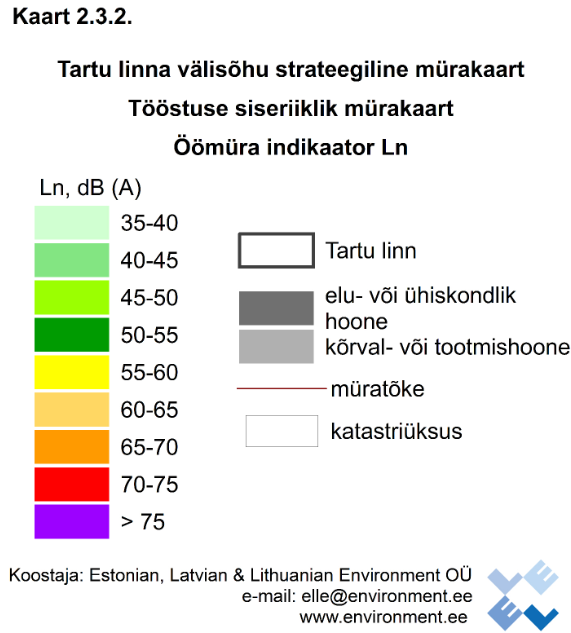 Kaart 2.3.2.
Tartu linna välisõhu strateegiline mürakaart
Tööstuse siseriiklik mürakaart
Öömüra indikaator Ln
Ln, dB (A)
35-40
40-45
45-50
50-55
55-60
60-65
65-70
70-75
> 75
Tartu linn
elu- või ühiskondlik
hoone
kõrval- või tootmishoone
müratõke
katastriüksus
Koostaja: Estonian, Latvian & Lithuanian Environment OÜ
e-mail: elle@environment.ee
www.environment.ee
L E
E L